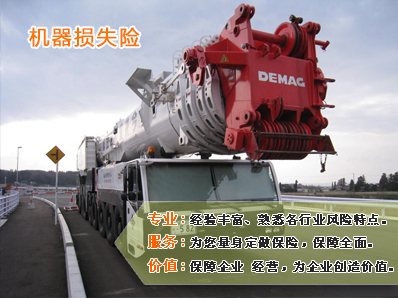 机器损失险
DEMAG
专业：经验丰富、熟悉各行业风险特点。
服务：为您量身定做保险，保障全面。
价值：保障企业 经营，为企业创造价值。